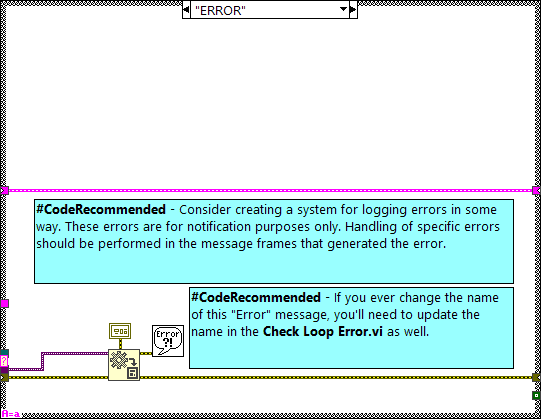 "ERROR"
#CodeRecommended - Consider creating a system for logging errors in some
way. These errors are for notification purposes only. Handling of specific errors
should be performed in the message frames that generated the error.
#CodeRecommended - If you ever change the name
of this "Error" message, you'll need to update the
name in the Check Loop Error.vi as well.
Error
?!
?
A=a